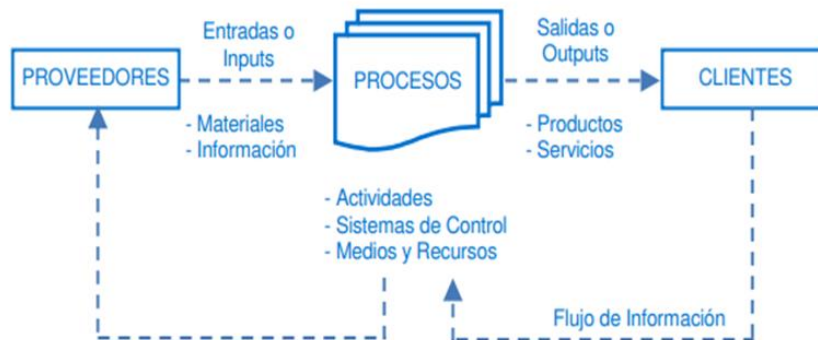 Entradas o
Inputs
Salidas o
Outputs
PROVEEDORES
PROCESOS
CLIENTES
- Materiales
- Información
- Productos
- Servicios
- Actividades
- Sistemas de Control
- Medios y Recursos
Flujo de Información